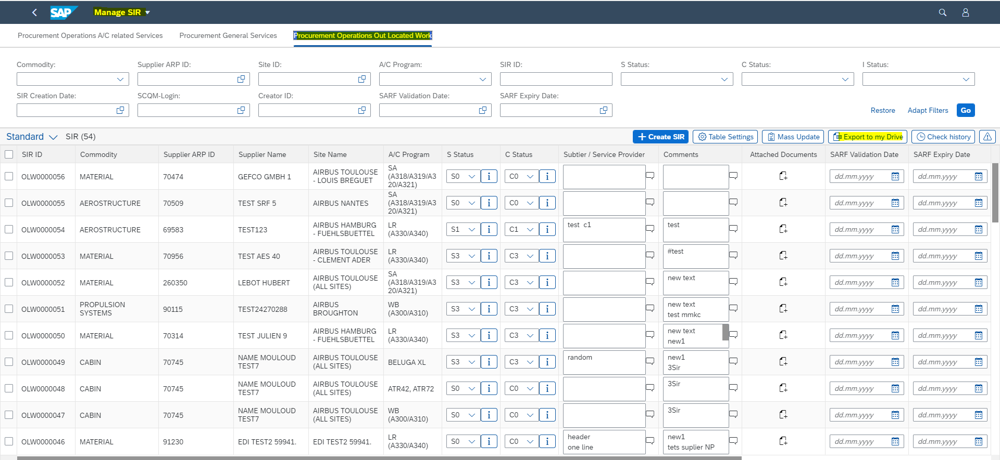 SAP Manage SIR
Procurement Operations A/C related Services Procurement General Services Procurement Operations Out Located Work
Commodity: Supplier ARP ID: Site ID: A/C Program: SIR ID: S Status: C Status: I Status:
SIR Creation Date: SCQM-Login: Creator ID: SARF Validation Date: SARF Expiry Date:
Restore Adapt Filters Go
Standard SIR (54) Create SIR Table Settings Mass Update Export to my Drive Check history
SIR ID Commodity Supplier ARP ID Supplier Name Site Name A/C Program S Status C Status Subtier / Service Provider Comments Attached Documents SARF Validation Date SARF Expiry Date
OLW0000056 MATERIAL 70474 GEFCO GMBH 1 AIRBUS TOULOUSE
- LOUIS BREGUET SA
(A318/A319/A3
20/A321) S0 i C0 i dd.mm.yyyy dd.mm.yyyy
OLW0000055 AEROSTRUCTURE 70509 TEST SRF 5 AIRBUS NANTES SA
(A318/A319/A3
20/A321) S0 i C0 i dd.mm.yyyy dd.mm.yyyy
OLW0000054 AEROSTRUCTURE 69583 TEST123 AIRBUS HAMBURG
- FUEHLSBUETTEL LR
(A330/A340) S1 i C1 i test c1 test dd.mm.yyyy dd.mm.yyyy
OLW0000053 MATERIAL 70956 TEST AES 40 AIRBUS TOULOUSE
- CLEMENT ADER LR
(A330/A340) S3 i C3 i #test dd.mm.yyyy dd.mm.yyyy
OLW0000052 MATERIAL 260350 LEBOT HUBERT AIRBUS TOULOUSE
(ALL SITES) SA
(A318/A319/A3
20/A321) S3 i C3 i new text dd.mm.yyyy dd.mm.yyyy
OLW0000051 PROPULSION
SYSTEMS 90115 TEST24270288 AIRBUS
BROUGHTON WB
(A300/A310) S3 i C3 i new text
test mmkc dd.mm.yyyy dd.mm.yyyy
OLW0000050 MATERIAL 70314 TEST JULIEN 9 AIRBUS HAMBURG
- FUEHLSBUETTEL LR
(A330/A340) S3 i C3 i new text
new1 dd.mm.yyyy dd.mm.yyyy
OLW0000049 CABIN 70745 NAME MOULOUD
TEST7 AIRBUS TOULOUSE
(ALL SITES) BELUGA XL S3 i C3 i random new1
3Sir dd.mm.yyyy dd.mm.yyyy
OLW0000048 CABIN 70745 NAME MOULOUD
TEST7 AIRBUS TOULOUSE
(ALL SITES) ATR42, ATR72 S0 i C0 i 3Sir dd.mm.yyyy dd.mm.yyyy
OLW0000047 CABIN 70745 NAME MOULOUD
TEST7 AIRBUS TOULOUSE
(ALL SITES) WB
(A300/A310) S0 i C0 i 3Sir dd.mm.yyyy dd.mm.yyyy
OLW0000046 MATERIAL 91230 EDI TEST2 59941. EDI TEST2 59941. LR
(A330/A340) S0 i C0 i header
one line new1
tets suplier NP dd.mm.yyyy dd.mm.yyyy